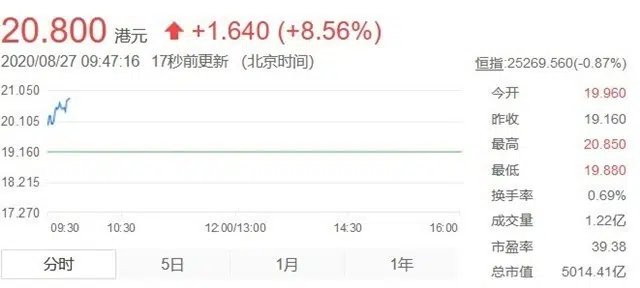 20.800 港元 +1.640 (+8.56%)
2020/08/27 09:47:16 17秒前更新 (北京时间)
恒指:25269.560(-0.87%)
21.050
20.105
19.160
18.215
17.270
09:30 10:30 12:00/13:00 14:30 16:00
分时 5日 1月 1年
今开 19.960
昨收 19.160
最高 20.850
最低 19.880
换手率 0.69%
成交量 1.22亿
市盈率 39.38
总市值 5014.41亿